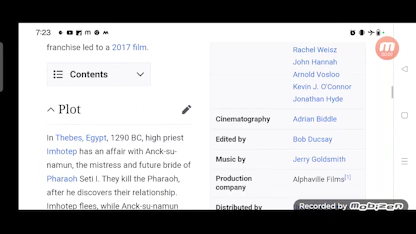 7:23
franchise led to a 2017 film.
Contents
Plot
In Thebes, Egypt, 1290 BC, high priest
Imhotep has an affair with Anck-su-
namun, the mistress and future bride of
Pharaoh Seti I. They kill the Pharaoh,
after he discovers their relationship.
Imhotep flees, while Anck-su-namun
Rachel Weisz
John Hannah
Arnold Vosloo
Kevin J. O'Connor
Jonathan Hyde
Cinematography Adrian Biddle
Edited by Bob Ducsay
Music by Jerry Goldsmith
Production Alphaville Films[1]
company
Distributed by
Recorded by Mobizen